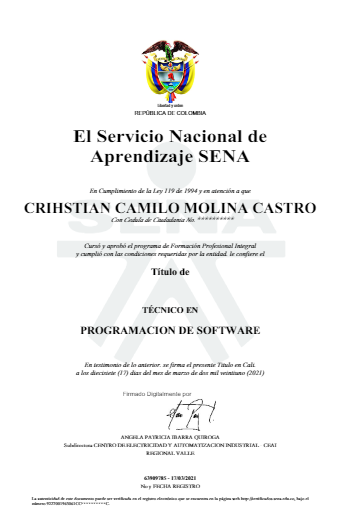 Libertad y orden
REPÚBLICA DE COLOMBIA
El Servicio Nacional de
Aprendizaje SENA
En Cumplimiento de la Ley 119 de 1994 y en atención a que
CRIHSTIAN CAMILO MOLINA CASTRO
Con Cedula de Ciudadania No. **********
Cursó y aprobó el programa de Formación Profesional Integral
y cumplió con las condiciones requeridas por la entidad, le confiere el
Título de
TÉCNICO EN
PROGRAMACION DE SOFTWARE
En testimonio de lo anterior, se firma el presente Título en Cali,
a los diecisiete (17) días del mes de marzo de dos mil veintiuno (2021)
Firmado Digitalmente por
ANGELA PATRICIA IBARRA QUIROGA
Subdirectora CENTRO DE ELECTRICIDAD Y AUTOMATIZACION INDUSTRIAL - CEAI
REGIONAL VALLE
63909785 - 17/03/2021
No y FECHA REGISTRO
La autenticidad de este documento puede ser verificada en el registro electrónico que se encuentra en la página web http://certificados.sena.edu.co, bajo el